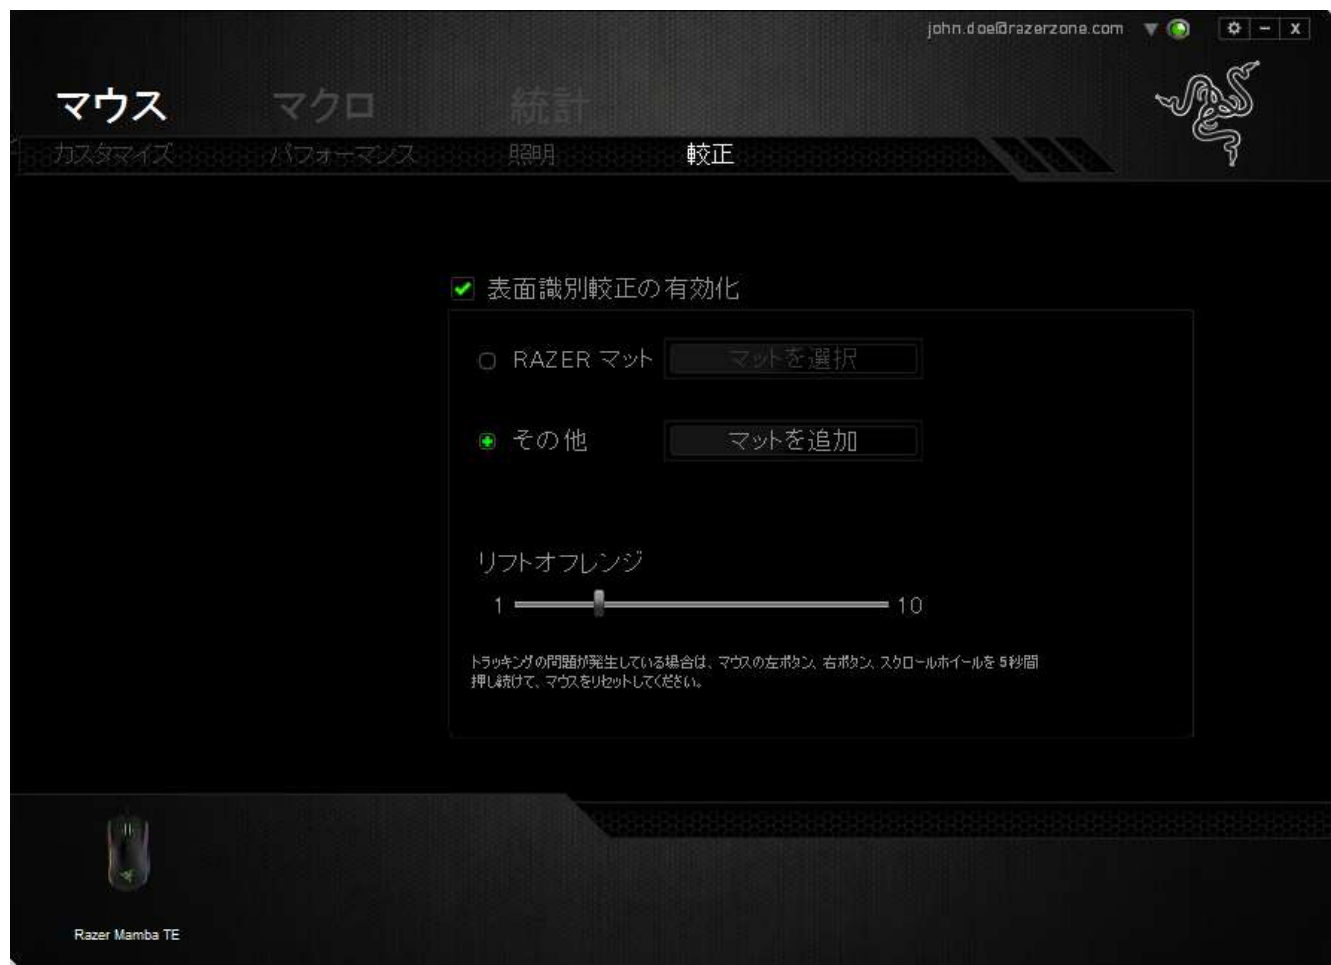 john.doe@razerzone.com
マウス マクロ 統計
カスタマイズ パフォーマンス 照明 較正
表面識別較正の有効化
RAZER マット マットを選択
その他 マットを追加
リフトオフレンジ
1 10
トラッキングの問題が発生している場合は、マウスの左ボタン、右ボタン、スクロールホイールを 5 秒間
押し続けて、マウスをリセットしてください。
Razer Mamba TE